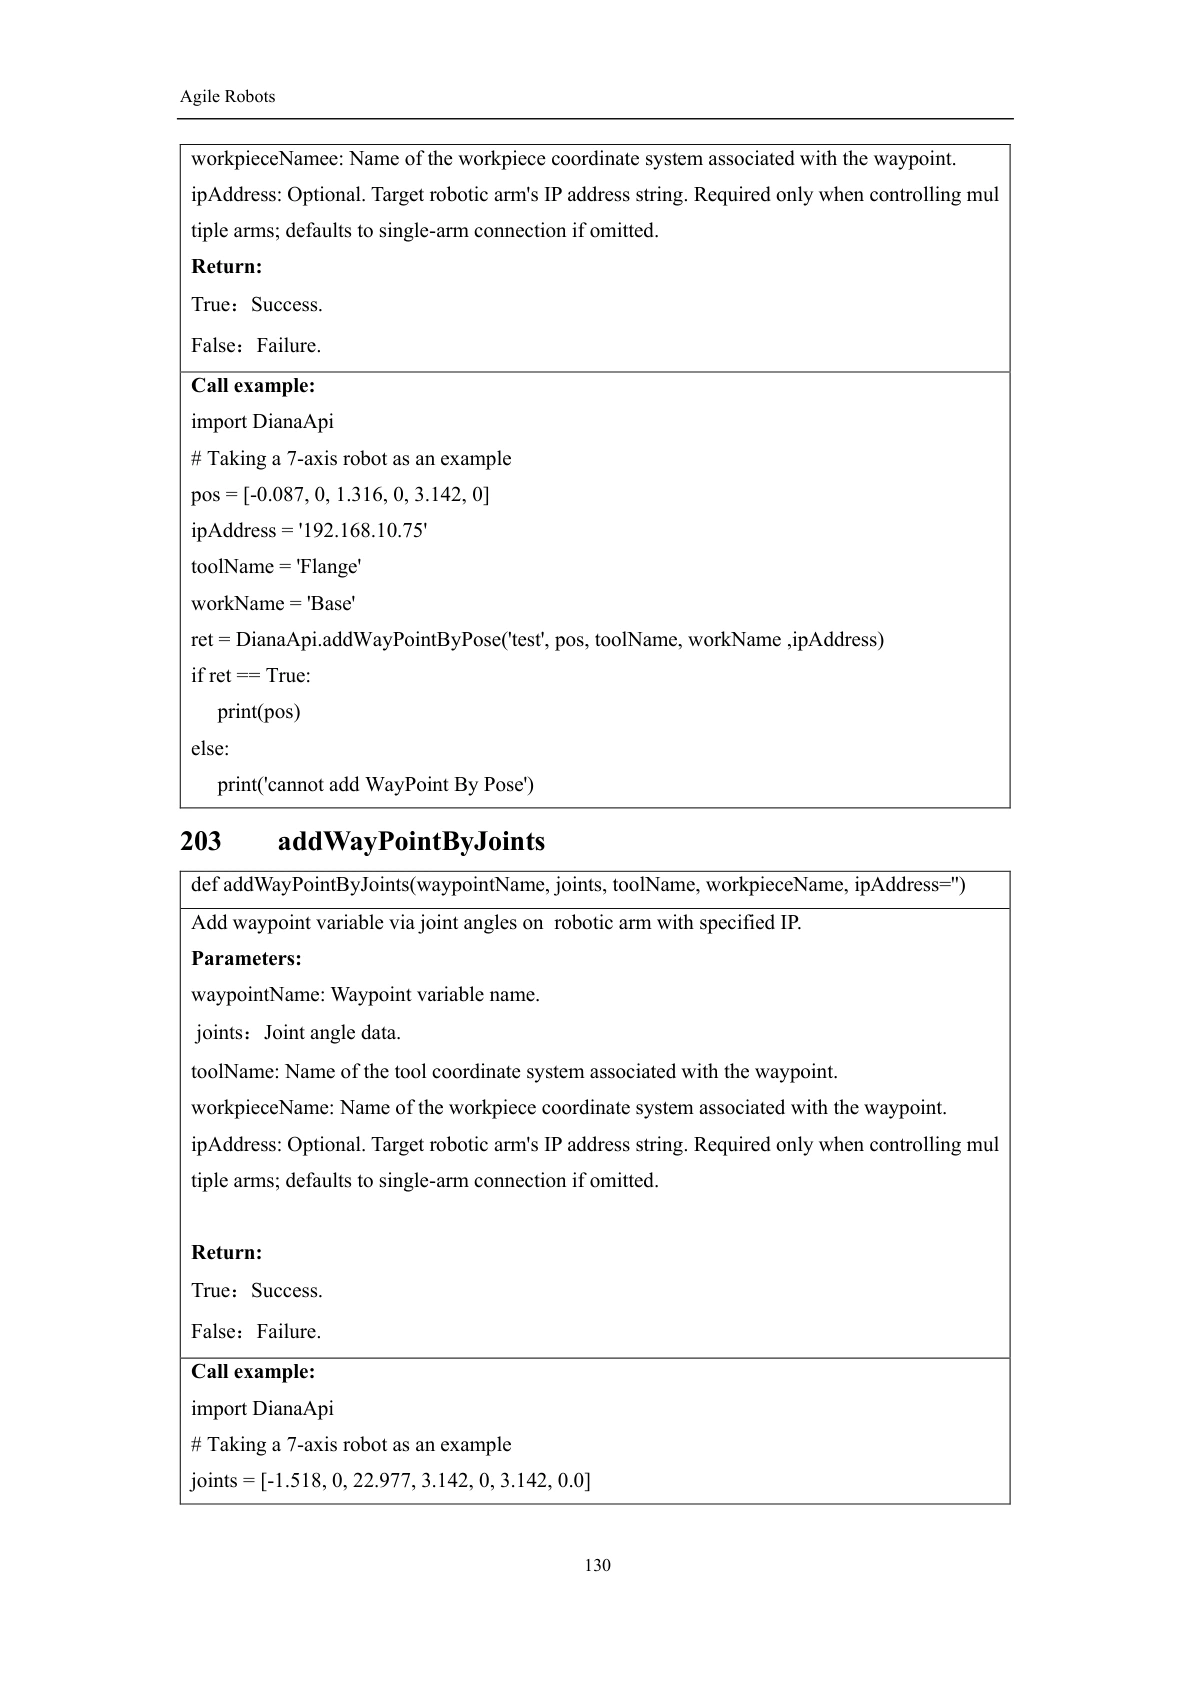 Agile Robots
workpieceNamee: Name of the workpiece coordinate system associated with the waypoint.
ipAddress: Optional. Target robotic arm's IP address string. Required only when controlling mul
tiple arms; defaults to single-arm connection if omitted.
Return:
True：Success.
False：Failure.
Call example:
import DianaApi
# Taking a 7-axis robot as an example
pos = [-0.087, 0, 1.316, 0, 3.142, 0]
ipAddress = '192.168.10.75'
toolName = 'Flange'
workName = 'Base'
ret = DianaApi.addWayPointByPose('test', pos, toolName, workName ,ipAddress)
if ret == True:
print(pos)
else:
print('cannot add WayPoint By Pose')
203 addWayPointByJoints
def addWayPointByJoints(waypointName, joints, toolName, workpieceName, ipAddress='')
Add waypoint variable via joint angles on  robotic arm with specified IP.
Parameters:
waypointName: Waypoint variable name.
joints：Joint angle data.
toolName: Name of the tool coordinate system associated with the waypoint.
workpieceName: Name of the workpiece coordinate system associated with the waypoint.
ipAddress: Optional. Target robotic arm's IP address string. Required only when controlling mul
tiple arms; defaults to single-arm connection if omitted.
Return:
True：Success.
False：Failure.
Call example:
import DianaApi
# Taking a 7-axis robot as an example
joints = [-1.518, 0, 22.977, 3.142, 0, 3.142, 0.0]
130